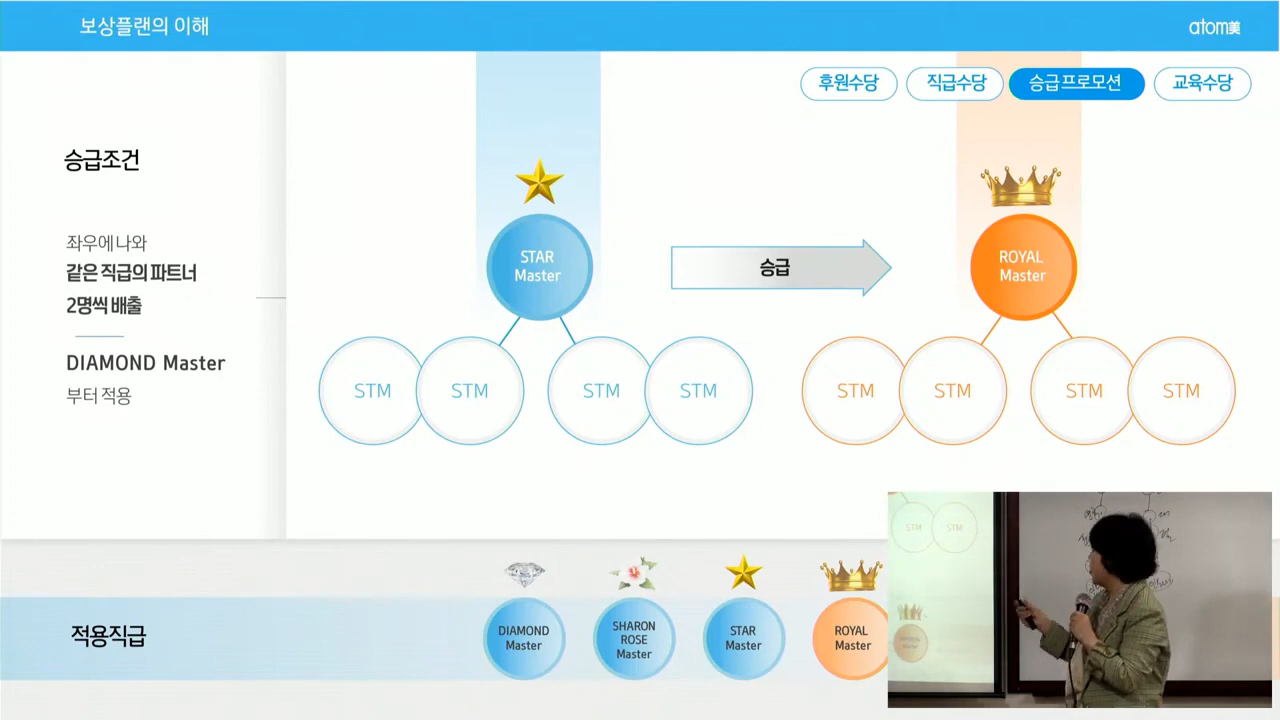 보상플랜의 이해
atom美
후원수당
직급수당
승급프로모션
교육수당
승급조건
좌우에 나와
같은 직급의 파트너
2명씩 배출
DIAMOND Master
부터 적용
STAR
Master
승급
ROYAL
Master
STM
STM
STM
STM
STM
STM
STM
STM
적용직급
DIAMOND
Master
SHARON
ROSE
Master
STAR
Master
ROYAL
Master
STM
STM